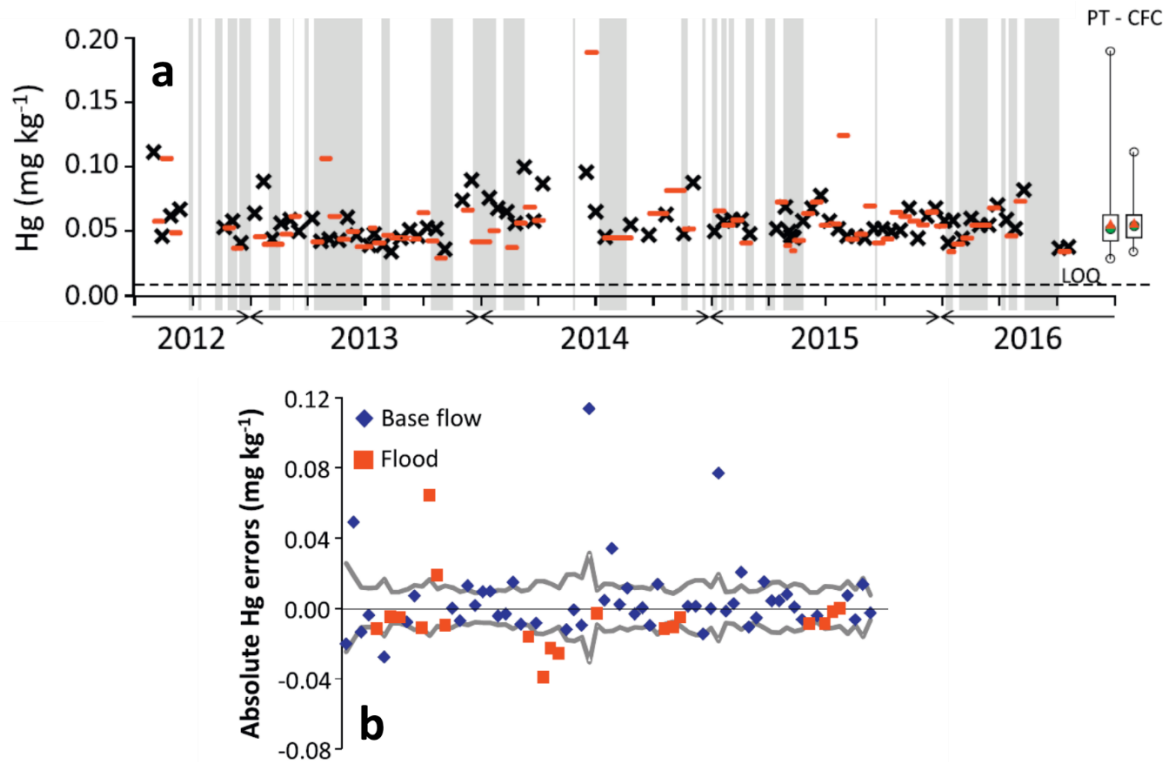 PT - CFC
a
Hg (mg kg-1)
0.20
0.15
0.10
0.05
0.00
LOQ
2012 2013 2014 2015 2016
b
Absolute Hg errors (mg kg-1)
0.12
0.08
0.04
0.00
-0.04
-0.08
Base flow
Flood